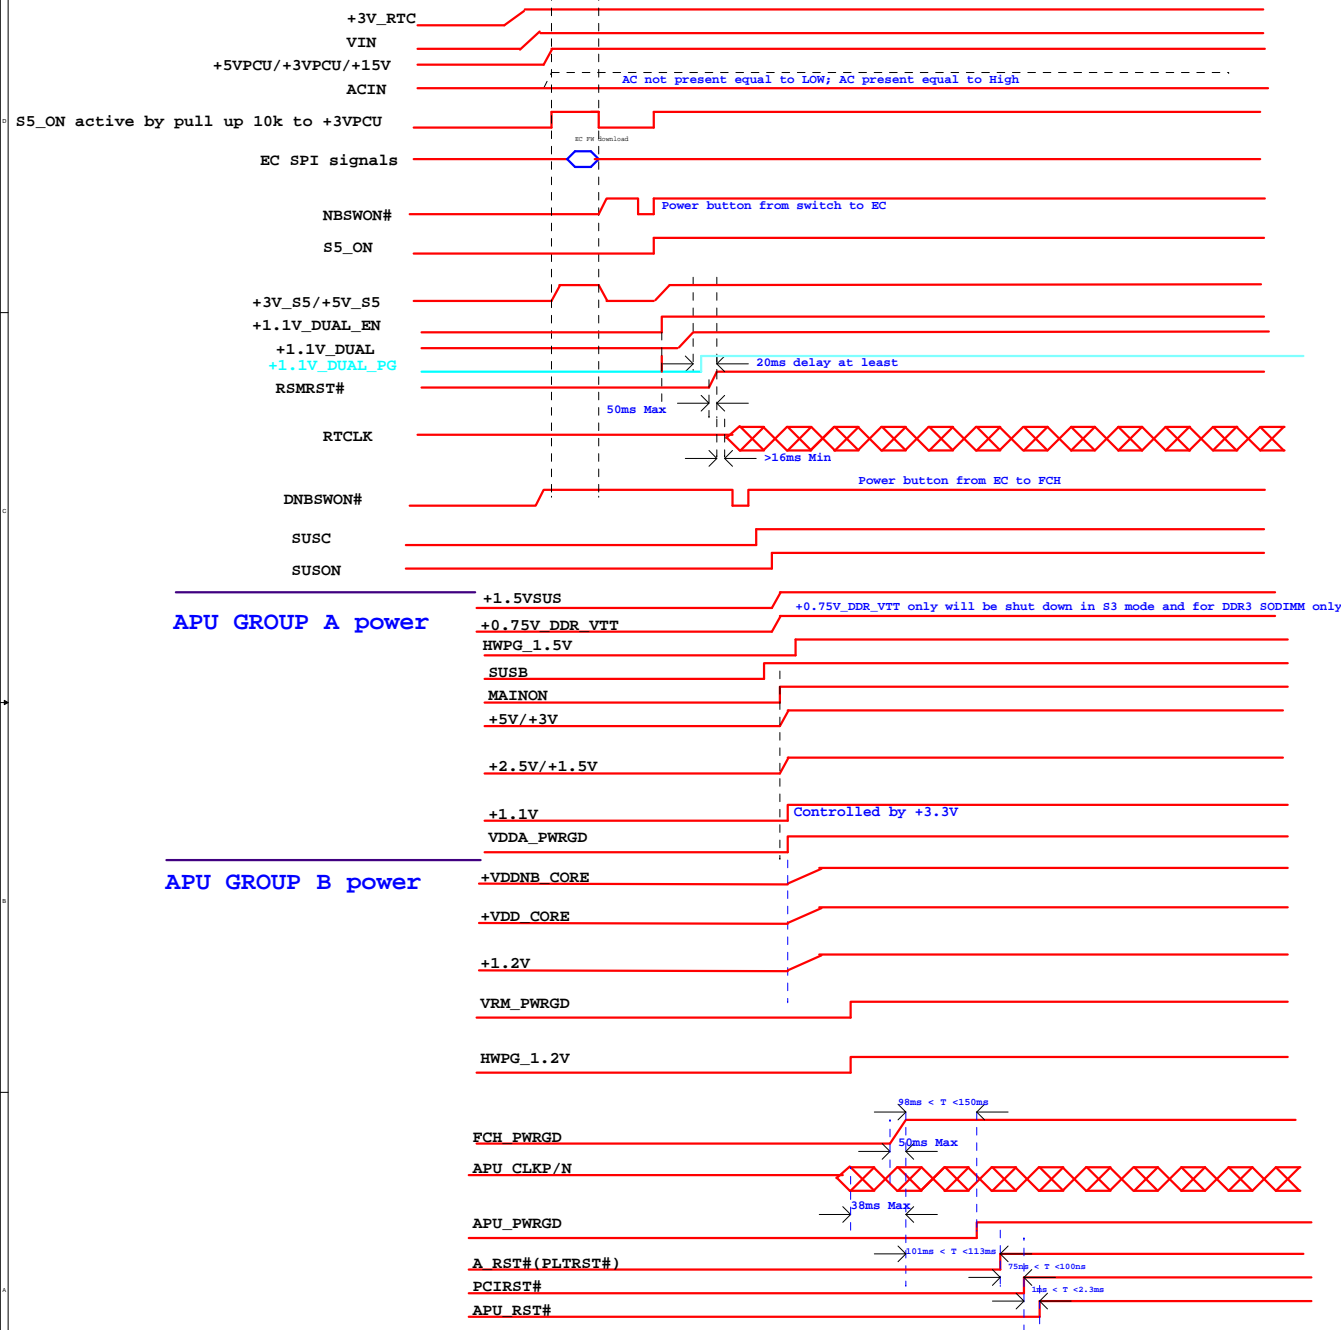 +3V_RTC
VIN
+5VPCU/+3VPCU/+15V
AC not present equal to LOW; AC present equal to High
ACIN
S5_ON active by pull up 10k to +3VPCU
D
EC FW Download
EC SPI signals
Power button from switch to EC
NBSWON#
S5_ON
+3V_S5/+5V_S5
+1.1V_DUAL_EN
+1.1V_DUAL
+1.1V_DUAL_PG
20ms delay at least
RSMRST#
50ms Max
RTCLK
>16ms Min
Power button from EC to FCH
DNBSWON#
C
SUSC
SUSON
+1.5VSUS
+0.75V_DDR_VTT only will be shut down in S3 mode and for DDR3 SODIMM only
APU GROUP A power
+0.75V_DDR_VTT
HWPG_1.5V
SUSB
MAINON
+5V/+3V
+2.5V/+1.5V
+1.1V
Controlled by +3.3V
VDDA_PWRGD
APU GROUP B power
+VDDNB_CORE
B
+VDD_CORE
+1.2V
VRM_PWRGD
HWPG_1.2V
98ms < T <150ms
FCH_PWRGD
50ms Max
APU_CLKP/N
38ms Max
APU_PWRGD
101ms < T <113ms
A_RST#(PLTRST#)
75ns < T <100ns
PCIRST#
A
1ms < T <2.3ms
APU_RST#